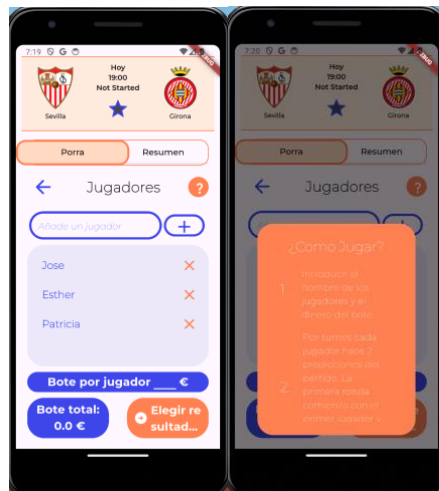 7:19
Hoy
19:00
Not Started
Sevilla
Girona
Porra
Resumen
Jugadores
?
Añade un jugador
+
Jose
Esther
Patricia
Bote por jugador ____ €
Bote total:
0.0 €
Elegir re
sultad...
7:20
Hoy
19:00
Not Started
Sevilla
Girona
Porra
Resumen
Jugadores
?
¿Como Jugar?
1
Introducir el
nombre de los
jugadores y el
dinero del bote
2
Por turnos cada
jugador hace 2
predicciones del
partido. La
primera ronda
comienza con el
primer jugador y